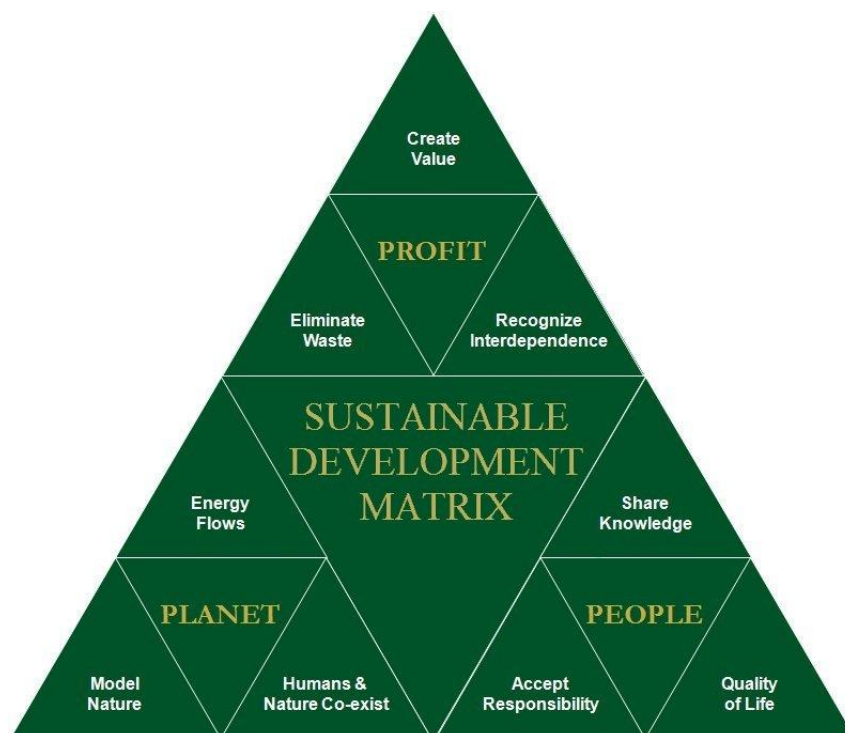 Create
Value
PROFIT
Eliminate
Waste
Recognize
Interdependence
SUSTAINABLE
DEVELOPMENT
MATRIX
Energy
Flows
Share
Knowledge
PLANET
PEOPLE
Model
Nature
Humans &
Nature Co-exist
Accept
Responsibility
Quality
of Life